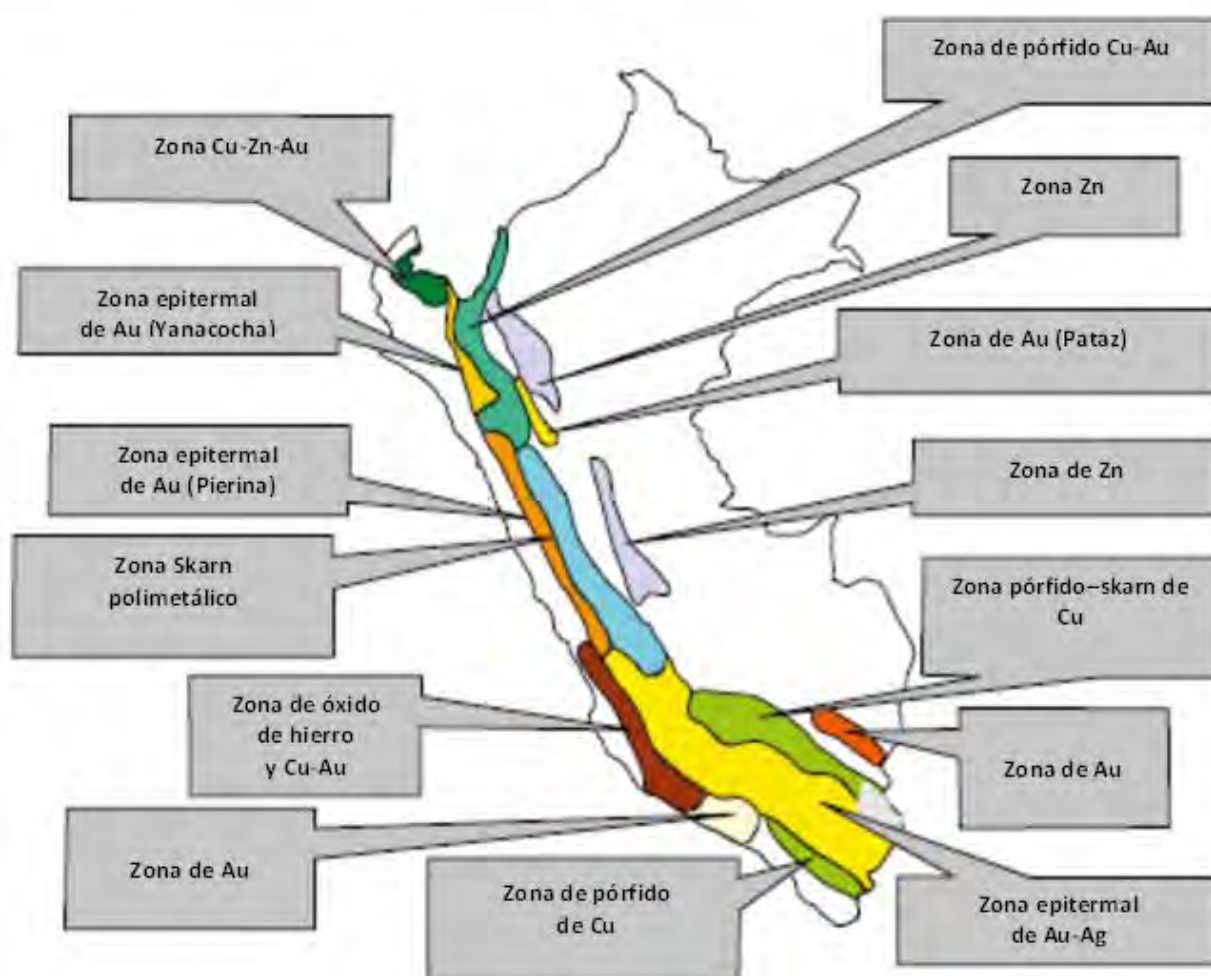 Zona de pórfido Cu-Au
Zona Cu-Zn-Au
Zona Zn
Zona epitermal
de Au (Yanacocha)
Zona de Au (Pataz)
Zona epitermal
de Au (Pierina)
Zona de Zn
Zona Skarn
polimetálico
Zona pórfido–skarn de
Cu
Zona de óxido
de hierro
y Cu-Au
Zona de Au
Zona de Au
Zona de pórfido
de Cu
Zona epitermal
de Au-Ag